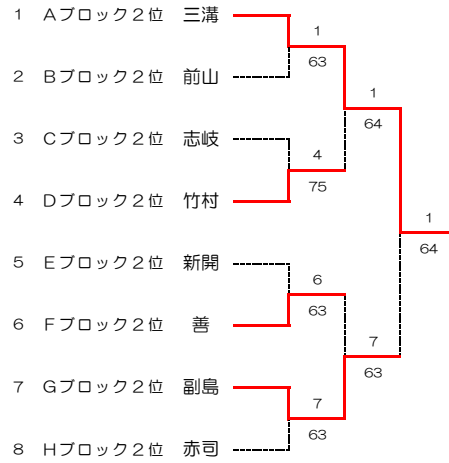 1 Aブロック2位 三溝
1
63
2 Bブロック2位 前山
1
64
3 Cブロック2位 志岐
4
75
4 Dブロック2位 竹村
1
64
5 Eブロック2位 新開
6
63
6 Fブロック2位 善
7
63
7 Gブロック2位 副島
7
63
8 Hブロック2位 赤司